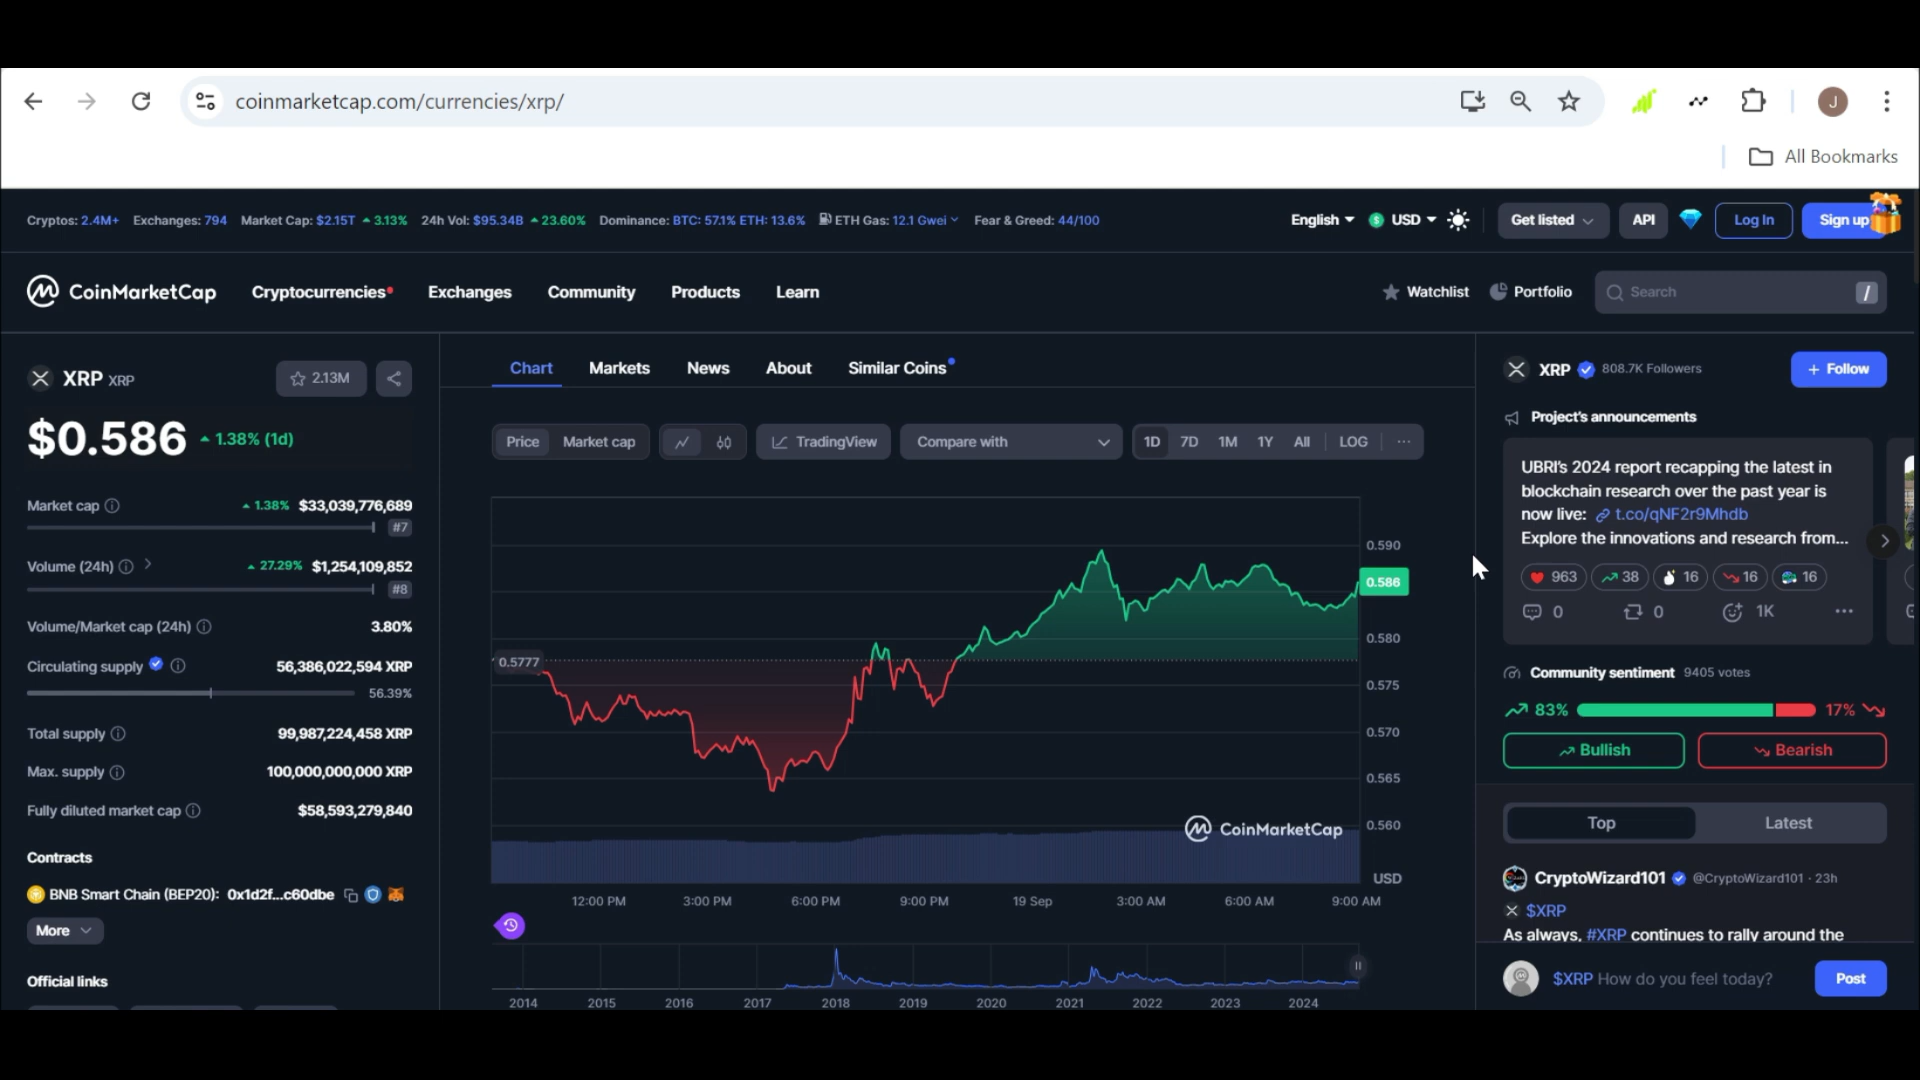 coinmarketcap.com/currencies/xrp/
J
All Bookmarks
Cryptos: 2.4M+ Exchanges: 794 Market Cap: $2.15T 3.13% 24h Vol: $95.34B 23.60% Dominance: BTC: 57.1% ETH: 13.6% ETH Gas: 12.1 Gwei Fear & Greed: 44/100
English USD Get listed API Log In Sign up
CoinMarketCap Cryptocurrencies Exchanges Community Products Learn
Watchlist Portfolio Search /
XRP XRP 2.13M
$0.586 1.38% (1d)
Market cap 1.38% $33,039,776,689
#7
Volume (24h) 27.29% $1,254,109,852
#8
Volume/Market cap (24h) 3.80%
Circulating supply 56,386,022,594 XRP
56.39%
Total supply 99,987,224,458 XRP
Max. supply 100,000,000,000 XRP
Fully diluted market cap $58,593,279,840
Contracts
BNB Smart Chain (BEP20): 0x1d2f...c60dbe
More
Official links
Chart Markets News About Similar Coins
Price Market cap TradingView Compare with 1D 7D 1M 1Y All LOG ...
0.590
0.586
0.580
0.5777
0.575
0.570
0.565
0.560
CoinMarketCap
USD
12:00 PM 3:00 PM 6:00 PM 9:00 PM 19 Sep 3:00 AM 6:00 AM 9:00 AM
2014 2015 2016 2017 2018 2019 2020 2021 2022 2023 2024
XRP 808.7K Followers + Follow
Project's announcements
UBRI's 2024 report recapping the latest in
blockchain research over the past year is
now live: t.co/qNF2r9Mhdb
Explore the innovations and research from...
963 38 16 16 16
0 0 1K
Community sentiment 9405 votes
83% 17%
Bullish Bearish
Top Latest
CryptoWizard101 @CryptoWizard101 · 23h
$XRP
As always, #XRP continues to rally around the
$XRP How do you feel today? Post